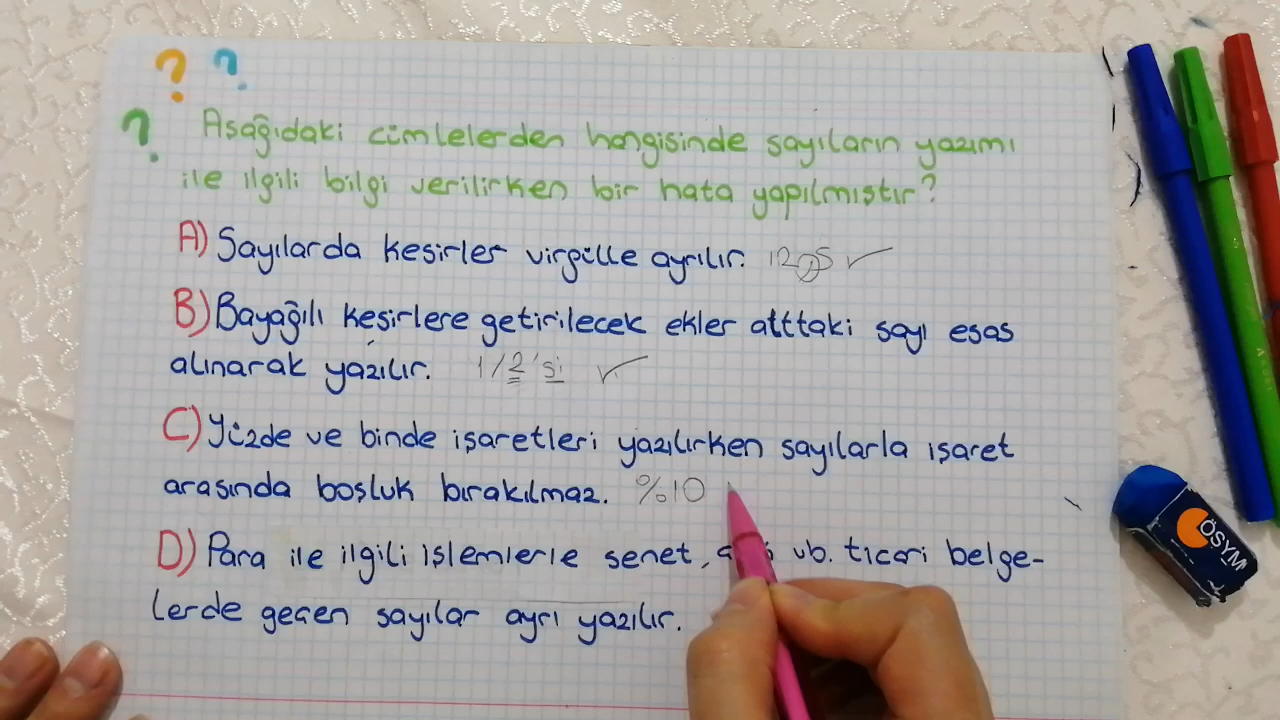 ? ?
? Aşağıdaki cümlelerden hangisinde sayıların yazımı
ile ilgili bilgi verilirken bir hata yapılmıştır?
A) Sayılarda kesirler virgülle ayrılır. 12,5 ✓
B) Bayağılı kesirlere getirilecek ekler alttaki sayı esas
alınarak yazılır. 1/2'si ✓
C) Yüzde ve binde işaretleri yazılırken sayılarla işaret
arasında boşluk bırakılmaz. %10
D) Para ile ilgili işlemlerle senet, vb. ticari belge-
lerde geçen sayılar ayrı yazılır.
ÖSYM